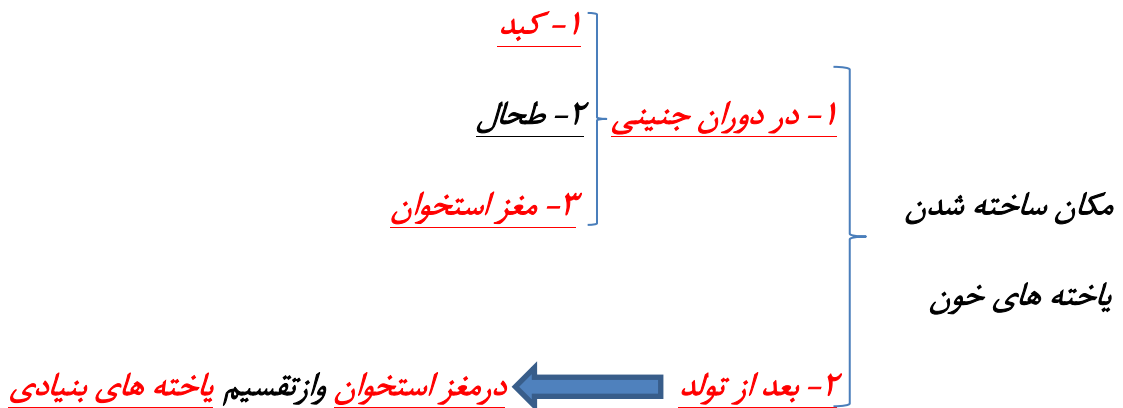 مکان ساخته شدن
یاخته های خون
۱- در دوران جنینی
۱- کبد
۲- طحال
۳- مغز استخوان
۲- بعد از تولد
درمغز استخوان وازتقسیم یاخته های بنیادی